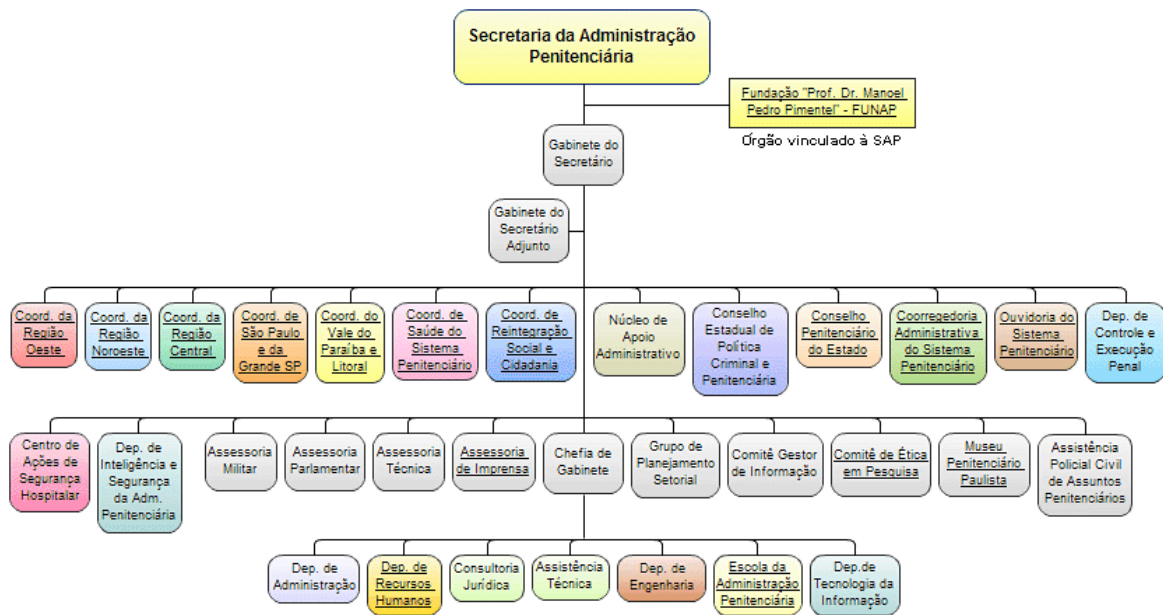 Secretaria da Administração
Penitenciária
Fundação "Prof. Dr. Manoel
Pedro Pimentel" - FUNAP
Órgão vinculado à SAP
Gabinete do
Secretário
Gabinete do
Secretário
Adjunto
Coord. da
Região
Oeste
Coord. da
Região
Noroeste
Coord. da
Região
Central
Coord. de
São Paulo
e da
Grande SP
Coord. do
Vale do
Paraíba e
Litoral
Coord. de
Saúde do
Sistema
Penitenciário
Coord. de
Reintegração
Social e
Cidadania
Núcleo de
Apoio
Administrativo
Conselho
Estadual de
Política
Criminal e
Penitenciária
Conselho
Penitenciário
do Estado
Corregedoria
Administrativa
do Sistema
Penitenciário
Ouvidoria do
Sistema
Penitenciário
Dep. de
Controle e
Execução
Penal
Centro de
Ações de
Segurança
Hospitalar
Dep. de
Inteligência e
Segurança
da Adm.
Penitenciária
Assessoria
Militar
Assessoria
Parlamentar
Assessoria
Técnica
Assessoria
de Imprensa
Chefia de
Gabinete
Grupo de
Planejamento
Setorial
Comitê Gestor
de Informação
Comitê de Ética
em Pesquisa
Museu
Penitenciário
Paulista
Assistência
Policial Civil
de Assuntos
Penitenciários
Dep. de
Administração
Dep. de
Recursos
Humanos
Consultoria
Jurídica
Assistência
Técnica
Dep. de
Engenharia
Escola da
Administração
Penitenciária
Dep.de
Tecnologia da
Informação